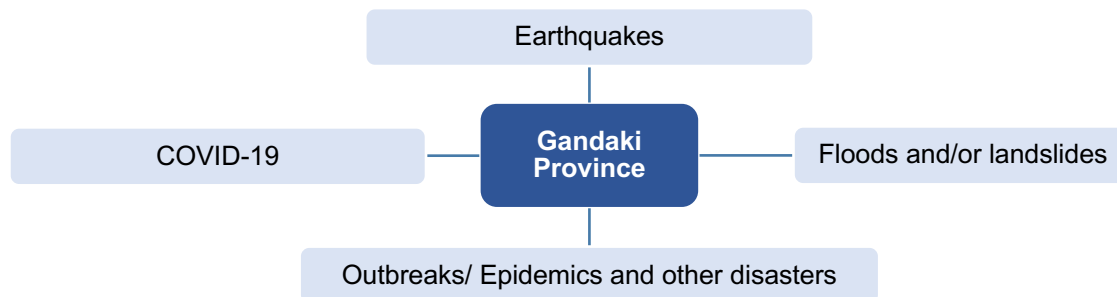 Earthquakes
COVID-19
Gandaki
Province
Floods and/or landslides
Outbreaks/ Epidemics and other disasters